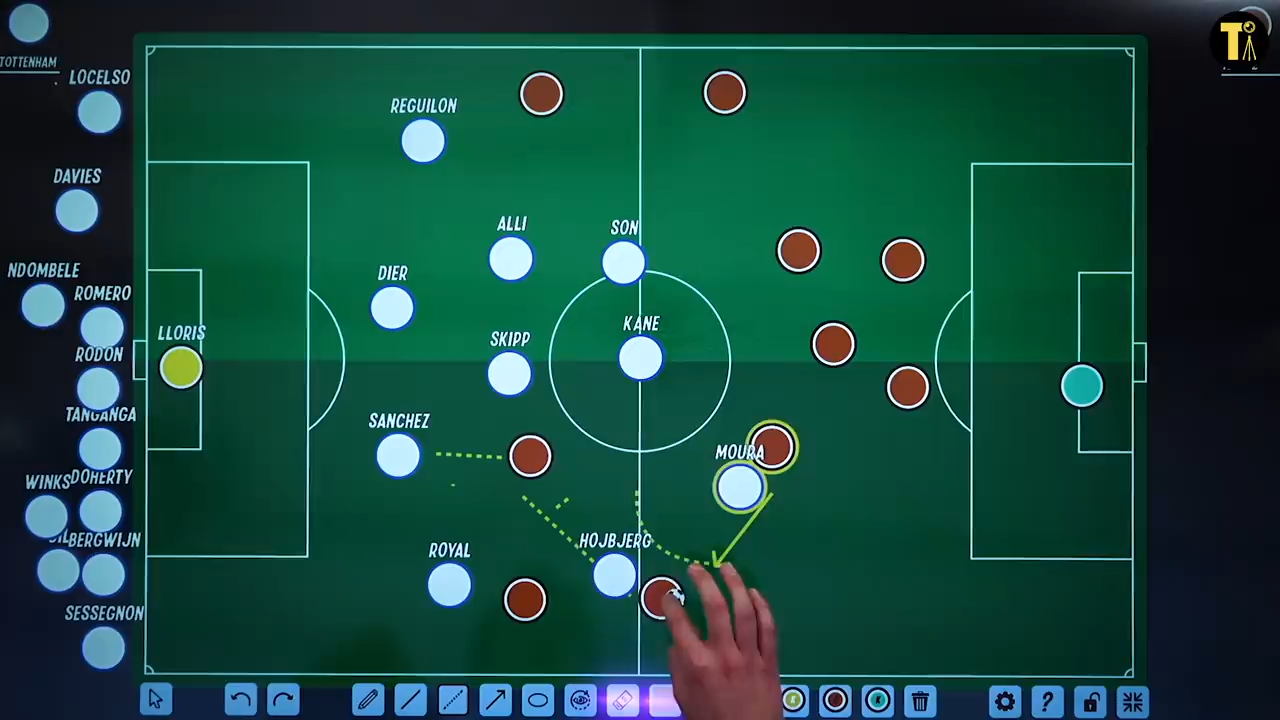 TOTTENHAM
LOCELSO
DAVIES
NDOMBELE
ROMERO
RODON
TANGANGA
WINKS
DOHERTY
BERGWIJN
SESSEGNON
LLORIS
REGUILON
ALLI
SON
DIER
KANE
SKIPP
SANCHEZ
MOURA
HOJBJERG
ROYAL
Ti
?